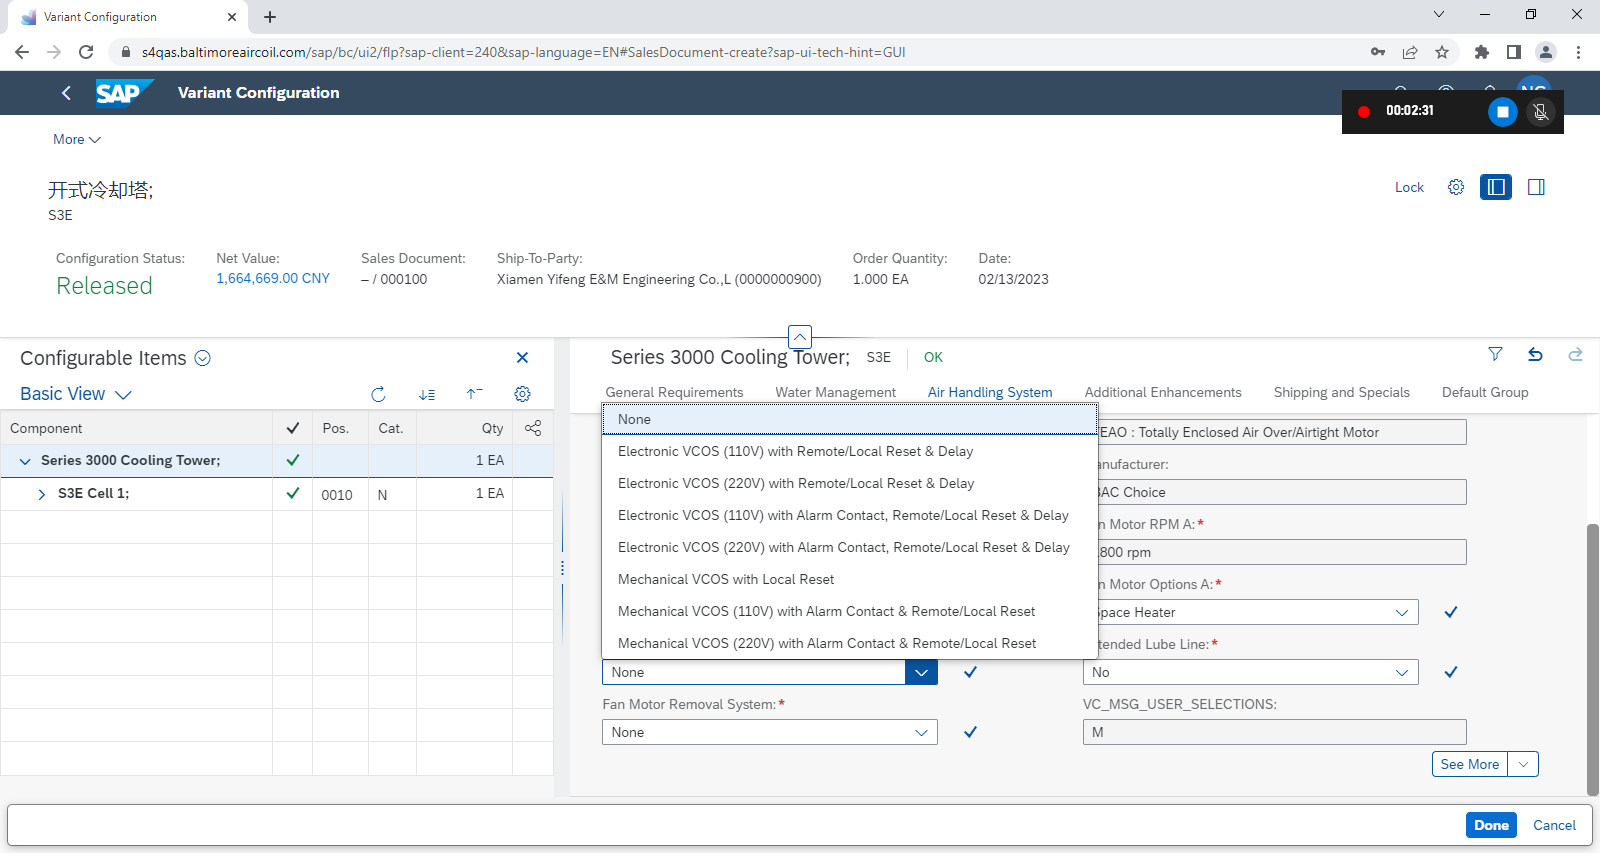 Variant Configuration
s4qas.baltimoreaircoil.com/sap/bc/ui2/flp?sap-client=240&sap-language=EN#SalesDocument-create?sap-ui-tech-hint=GUI
SAP Variant Configuration
00:02:31
More
开式冷却塔;
S3E
Lock
Configuration Status: Net Value: Sales Document: Ship-To-Party: Order Quantity: Date:
Released 1,664,669.00 CNY – / 000100 Xiamen Yifeng E&M Engineering Co.,L (0000000900) 1.000 EA 02/13/2023
Configurable Items
Basic View
Component Pos. Cat. Qty
Series 3000 Cooling Tower; 1 EA
S3E Cell 1; 0010 N 1 EA
Series 3000 Cooling Tower; S3E OK
General Requirements Water Management Air Handling System Additional Enhancements Shipping and Specials Default Group
None
Electronic VCOS (110V) with Remote/Local Reset & Delay
Electronic VCOS (220V) with Remote/Local Reset & Delay
Electronic VCOS (110V) with Alarm Contact, Remote/Local Reset & Delay
Electronic VCOS (220V) with Alarm Contact, Remote/Local Reset & Delay
Mechanical VCOS with Local Reset
Mechanical VCOS (110V) with Alarm Contact & Remote/Local Reset
Mechanical VCOS (220V) with Alarm Contact & Remote/Local Reset
None
Fan Motor Removal System:*
None
EAO : Totally Enclosed Air Over/Airtight Motor
anufacturer:
BAC Choice
n Motor RPM A:*
800 rpm
n Motor Options A:*
Space Heater
tended Lube Line:*
No
VC_MSG_USER_SELECTIONS:
M
See More
Done Cancel